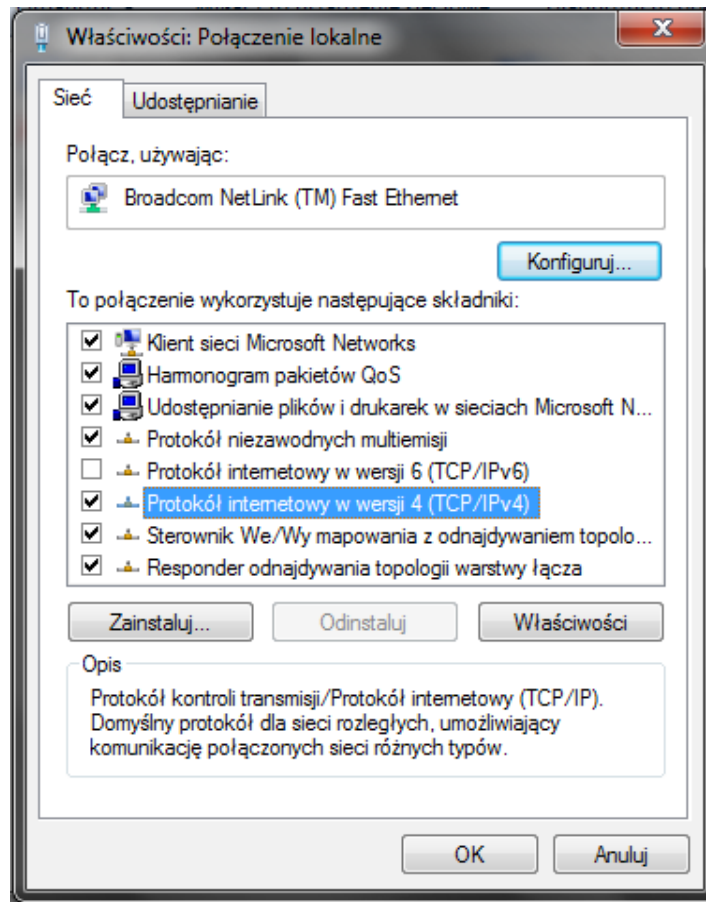 Właściwości: Połączenie lokalne
Sieć
Udostępnianie
Połącz, używając:
Broadcom NetLink (TM) Fast Ethernet
Konfiguruj...
To połączenie wykorzystuje następujące składniki:
Klient sieci Microsoft Networks
Harmonogram pakietów QoS
Udostępnianie plików i drukarek w sieciach Microsoft N...
Protokół niezawodnych multiemisji
Protokół internetowy w wersji 6 (TCP/IPv6)
Protokół internetowy w wersji 4 (TCP/IPv4)
Sterownik We/Wy mapowania z odnajdywaniem topolo...
Responder odnajdywania topologii warstwy łącza
Zainstaluj...
Odinstaluj
Właściwości
Opis
Protokół kontroli transmisji/Protokół internetowy (TCP/IP).
Domyślny protokół dla sieci rozległych, umożliwiający
komunikację połączonych sieci różnych typów.
OK
Anuluj